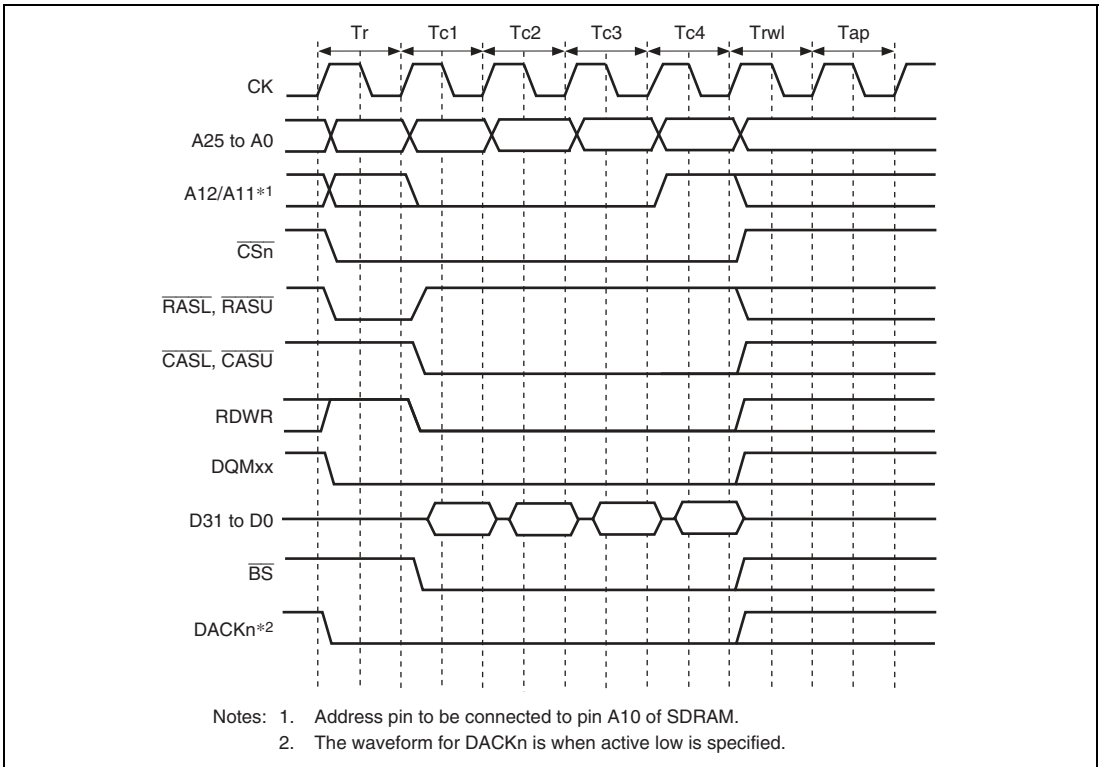 Tr Tc1 Tc2 Tc3 Tc4 Trwl Tap
CK
A25 to A0
A12/A11*1
CSn
RASL, RASU
CASL, CASU
RDWR
DQMxx
D31 to D0
BS
DACKn*2
Notes: 1. Address pin to be connected to pin A10 of SDRAM.
2. The waveform for DACKn is when active low is specified.